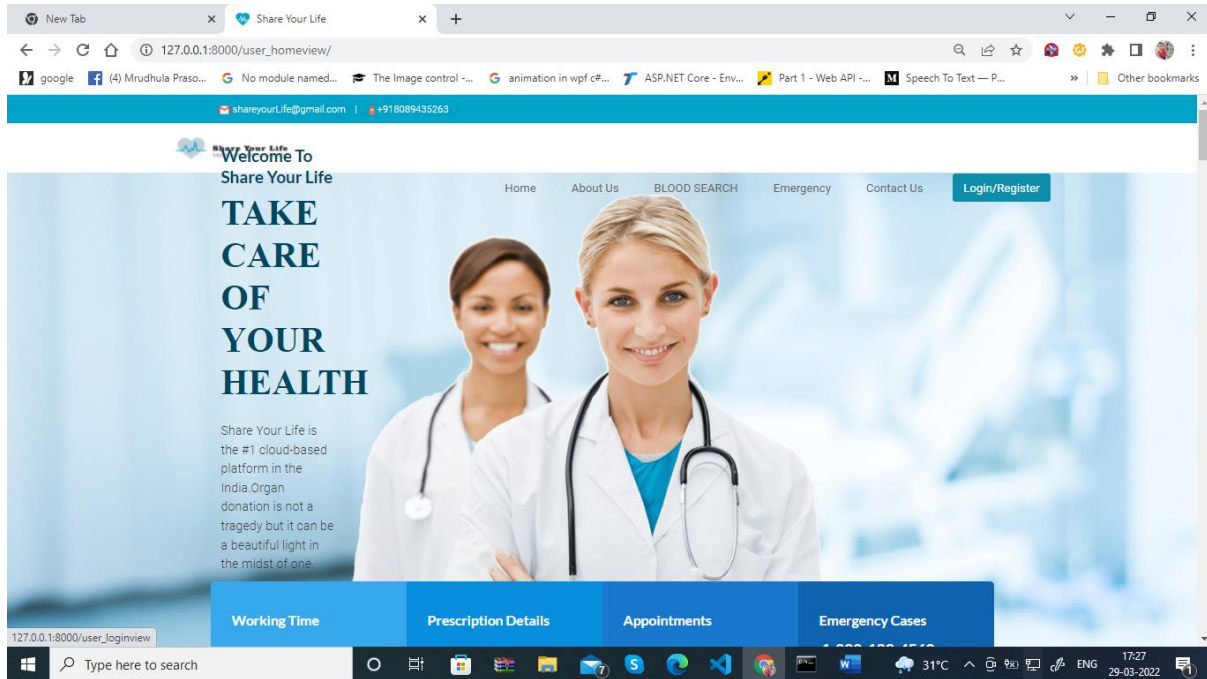 New Tab
Share Your Life
127.0.0.1:8000/user_homeview/
google
(4) Mrudhula Praso...
No module named...
The Image control -...
animation in wpf c#...
ASP.NET Core - Env...
Part 1 - Web API -...
Speech To Text — P...
»
Other bookmarks
shareyourLife@gmail.com | +918089435263
Share Your Life
Welcome To
Share Your Life
Home About Us BLOOD SEARCH Emergency Contact Us Login/Register
TAKE
CARE
OF
YOUR
HEALTH
Share Your Life is
the #1 cloud-based
platform in the
India.Organ
donation is not a
tragedy but it can be
a beautiful light in
the midst of one.
Working Time
Prescription Details
Appointments
Emergency Cases
127.0.0.1:8000/user_loginview
Type here to search
7
31°C
ENG
17:27
29-03-2022
1